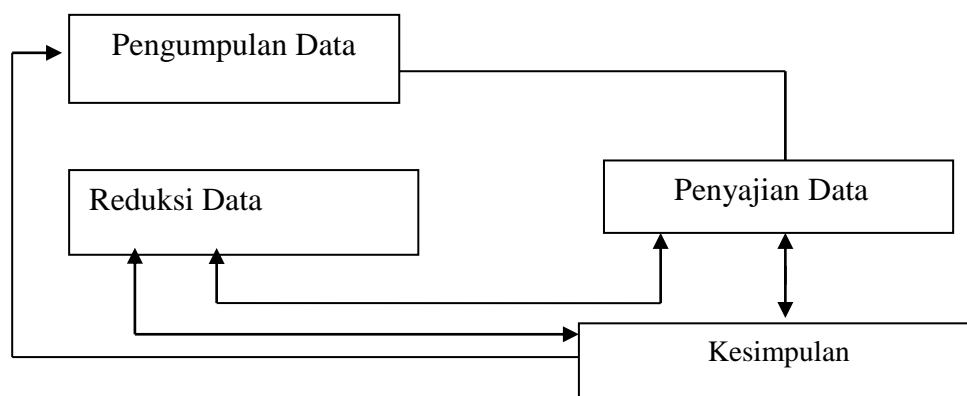 Pengumpulan Data
Reduksi Data
Penyajian Data
Kesimpulan